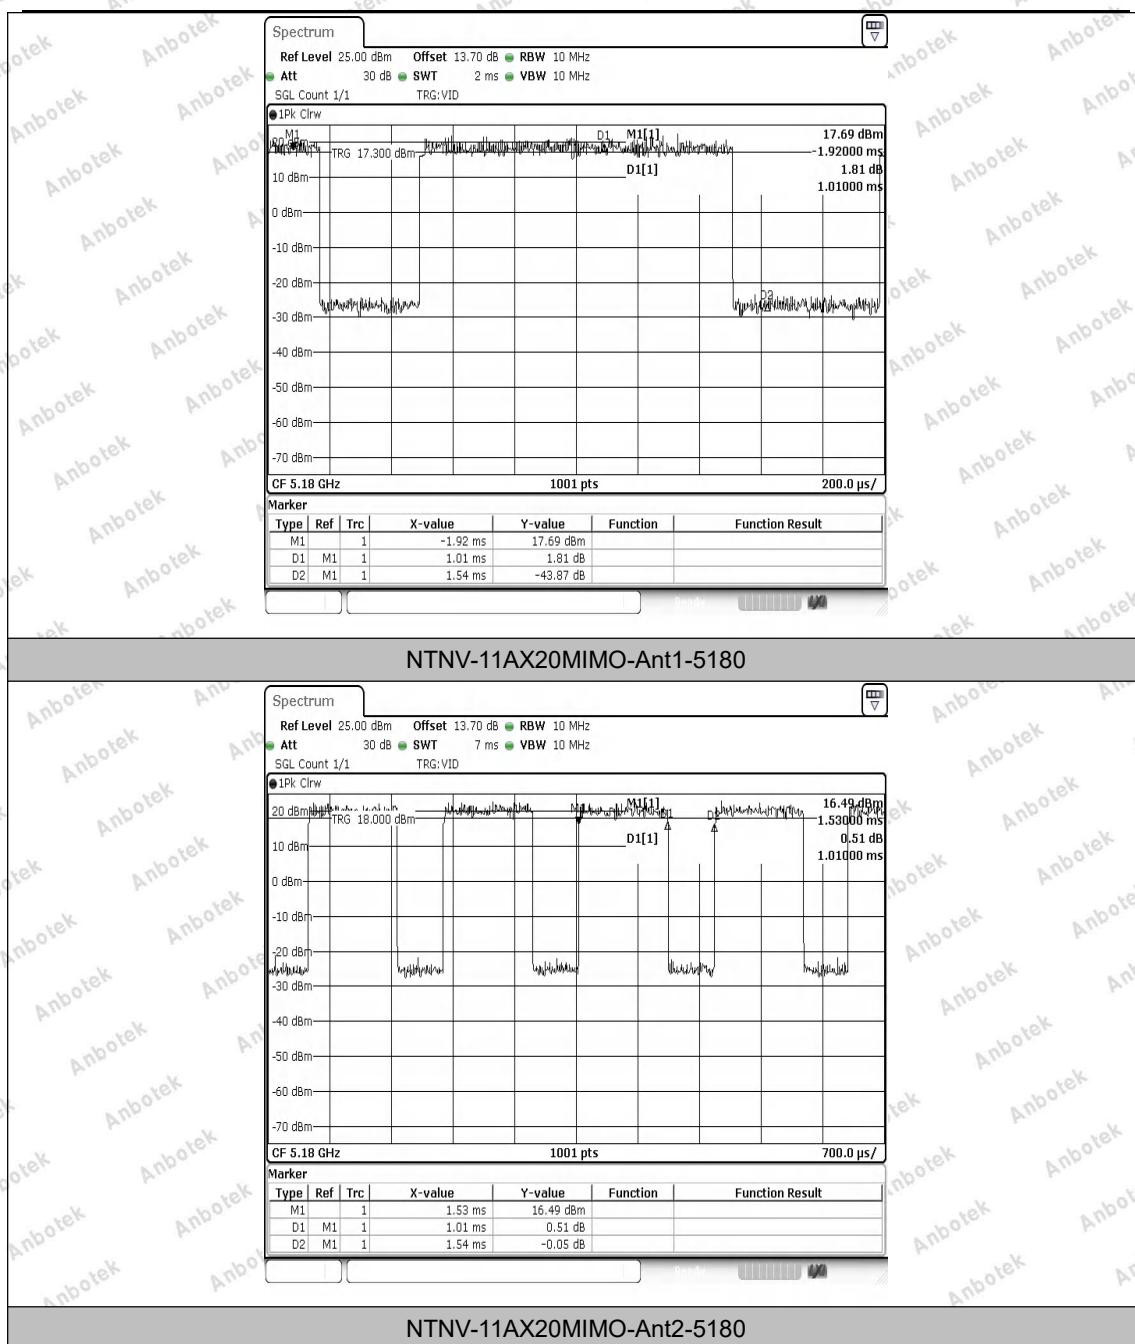 Spectrum
Ref Level 25.00 dBm Offset 13.70 dB RBW 10 MHz
Att 30 dB SWT 2 ms VBW 10 MHz
SGL Count 1/1 TRG:VID
1Pk Clrw
M1 D1 M1[1] 17.69 dBm
20 dBm -1.92000 ms
TRG 17.300 dBm
D1[1] 1.81 dB
10 dBm 1.01000 ms
0 dBm
-10 dBm
-20 dBm
D2
-30 dBm
-40 dBm
-50 dBm
-60 dBm
-70 dBm
CF 5.18 GHz 1001 pts 200.0 µs/
Marker
Type Ref Trc X-value Y-value Function Function Result
M1 1 -1.92 ms 17.69 dBm
D1 M1 1 1.01 ms 1.81 dB
D2 M1 1 1.54 ms -43.87 dB
NTNV-11AX20MIMO-Ant1-5180
Spectrum
Ref Level 25.00 dBm Offset 13.70 dB RBW 10 MHz
Att 30 dB SWT 7 ms VBW 10 MHz
SGL Count 1/1 TRG:VID
1Pk Clrw
M1[1] 16.49 dBm
20 dBm M1 D1 D2
TRG 18.000 dBm 1.53000 ms
D1[1] 0.51 dB
10 dBm 1.01000 ms
0 dBm
-10 dBm
-20 dBm
-30 dBm
-40 dBm
-50 dBm
-60 dBm
-70 dBm
CF 5.18 GHz 1001 pts 700.0 µs/
Marker
Type Ref Trc X-value Y-value Function Function Result
M1 1 1.53 ms 16.49 dBm
D1 M1 1 1.01 ms 0.51 dB
D2 M1 1 1.54 ms -0.05 dB
NTNV-11AX20MIMO-Ant2-5180
Anbotek